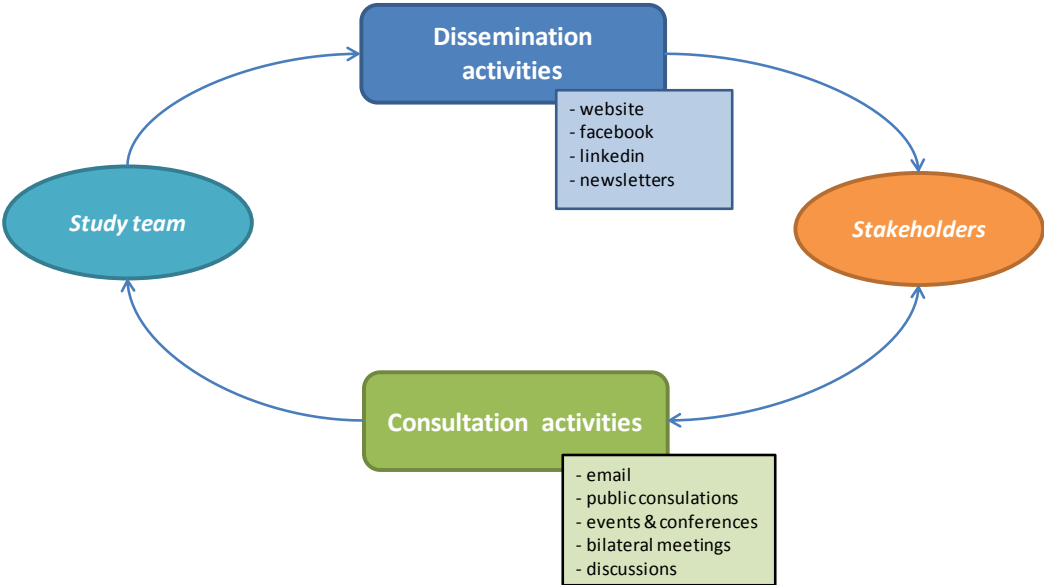 Dissemination
activities
- website
- facebook
- linkedin
- newsletters
Study team
Stakeholders
Consultation activities
- email
- public consulations
- events & conferences
- bilateral meetings
- discussions